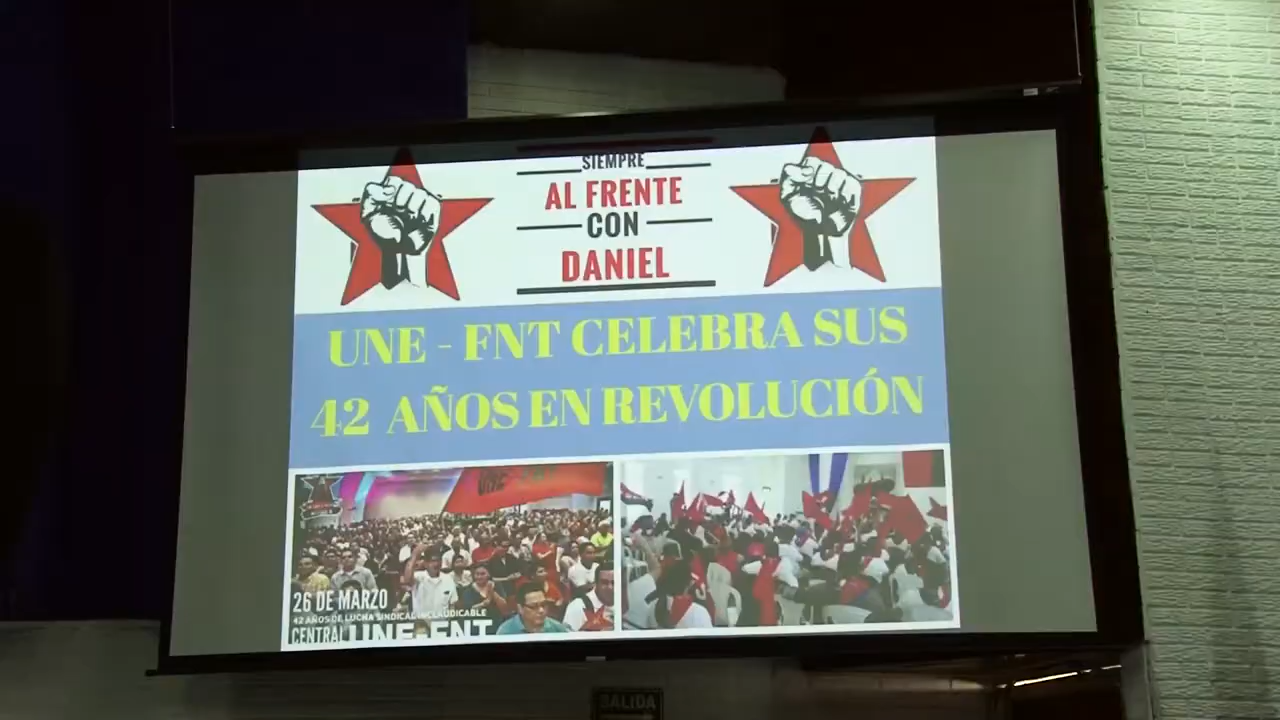 SIEMPRE
AL FRENTE
CON
DANIEL
UNE - FNT CELEBRA SUS
42 AÑOS EN REVOLUCIÓN
UNE
26 DE MARZO
42 AÑOS DE LUCHA SINDICAL INCLAUDICABLE
CENTRAL UNE-FNT
SALIDA